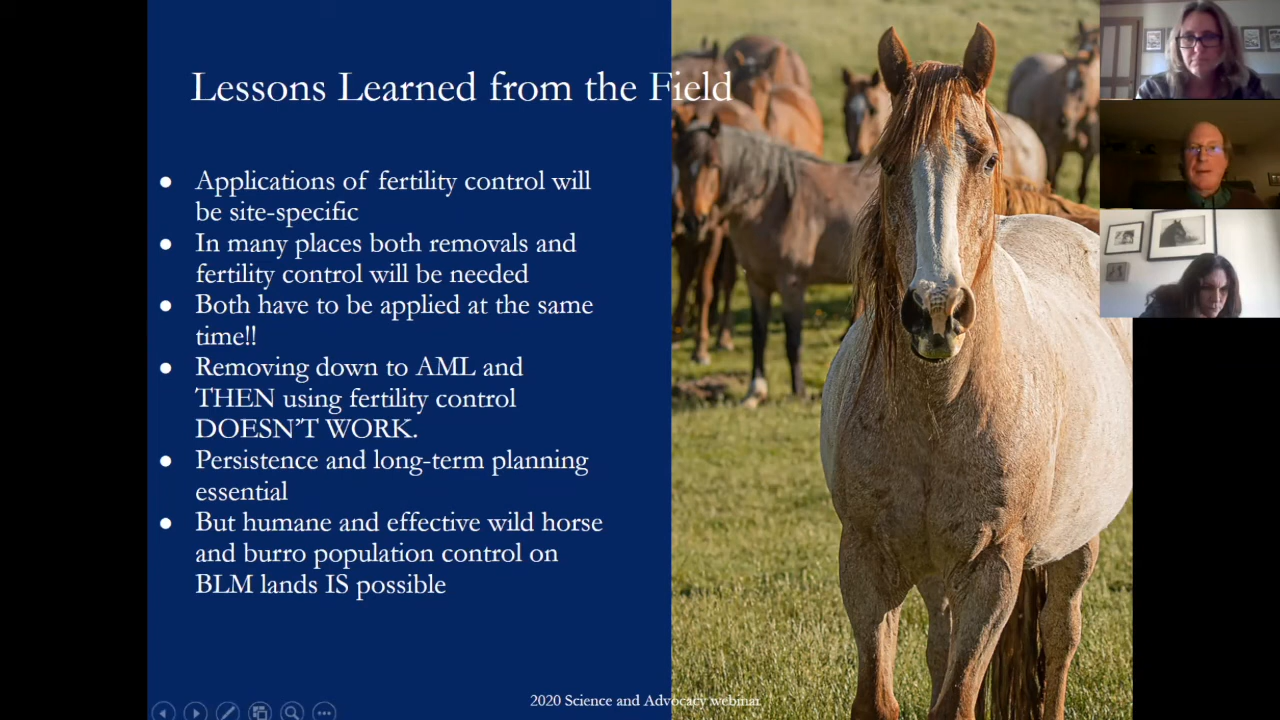 Lessons Learned from the Field
● Applications of fertility control will
be site-specific
● In many places both removals and
fertility control will be needed
● Both have to be applied at the same
time!!
● Removing down to AML and
THEN using fertility control
DOESN’T WORK.
● Persistence and long-term planning
essential
● But humane and effective wild horse
and burro population control on
BLM lands IS possible
2020 Science and Advocacy webinar